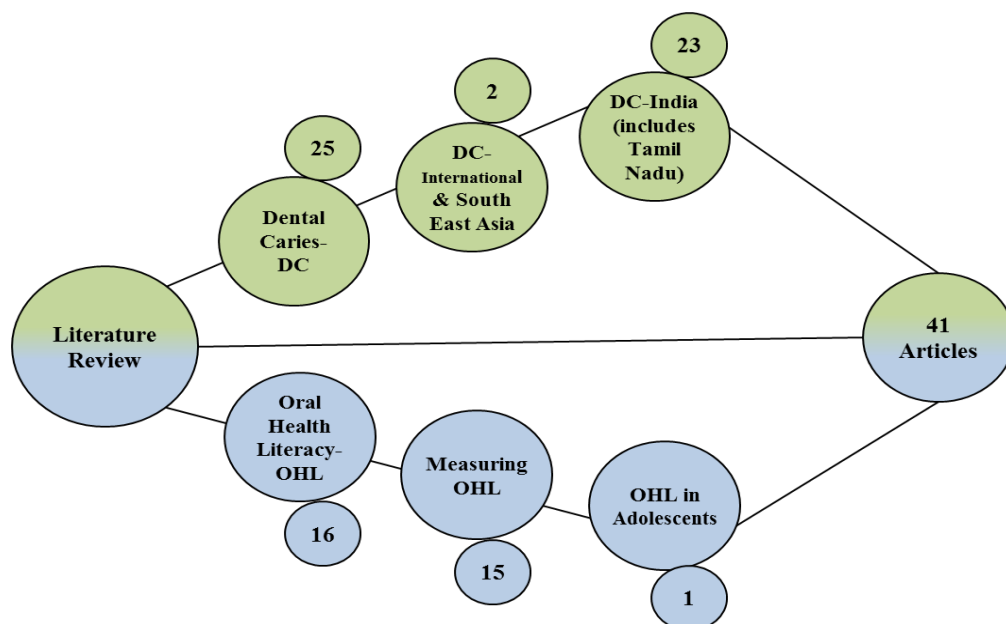 23
DC-India
(includes
Tamil
Nadu)
2
DC-
International
& South
East Asia
25
Dental
Caries-
DC
Literature
Review
41
Articles
Oral
Health
Literacy-
OHL
16
Measuring
OHL
15
OHL in
Adolescents
1